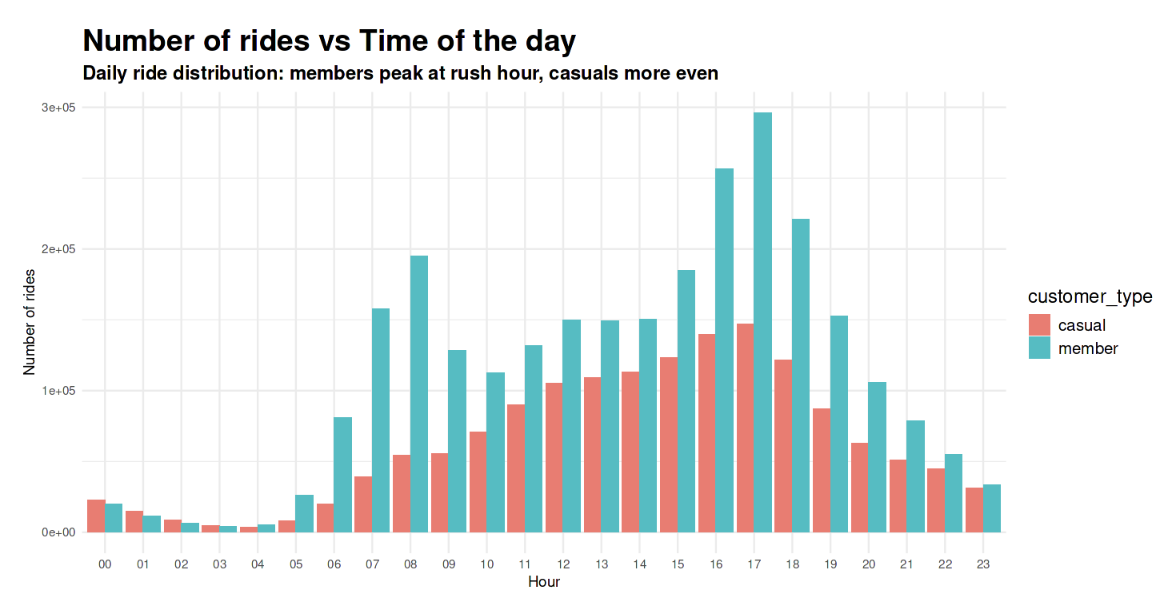 Number of rides vs Time of the day
Daily ride distribution: members peak at rush hour, casuals more even
3e+05
2e+05
1e+05
0e+00
Number of rides
00 01 02 03 04 05 06 07 08 09 10 11 12 13 14 15 16 17 18 19 20 21 22 23
Hour
customer_type
casual
member